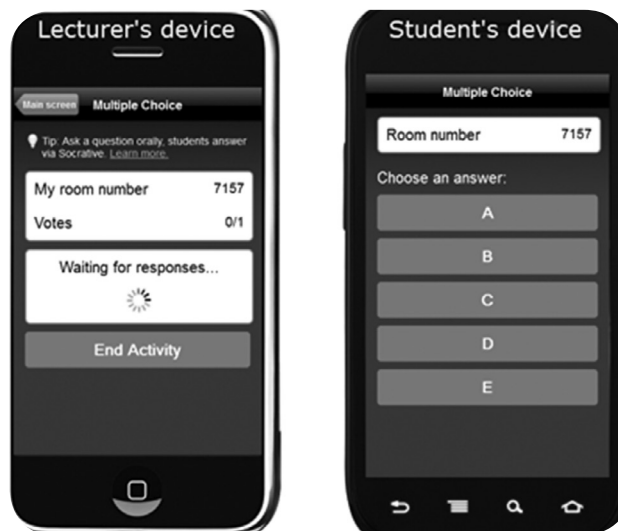 Lecturer's device
Main screen
Multiple Choice
Tip: Ask a question orally, students answer
via Socrative. Learn more.
My room number 7157
Votes 0/1
Waiting for responses...
End Activity
Student's device
Multiple Choice
Room number 7157
Choose an answer:
A
B
C
D
E